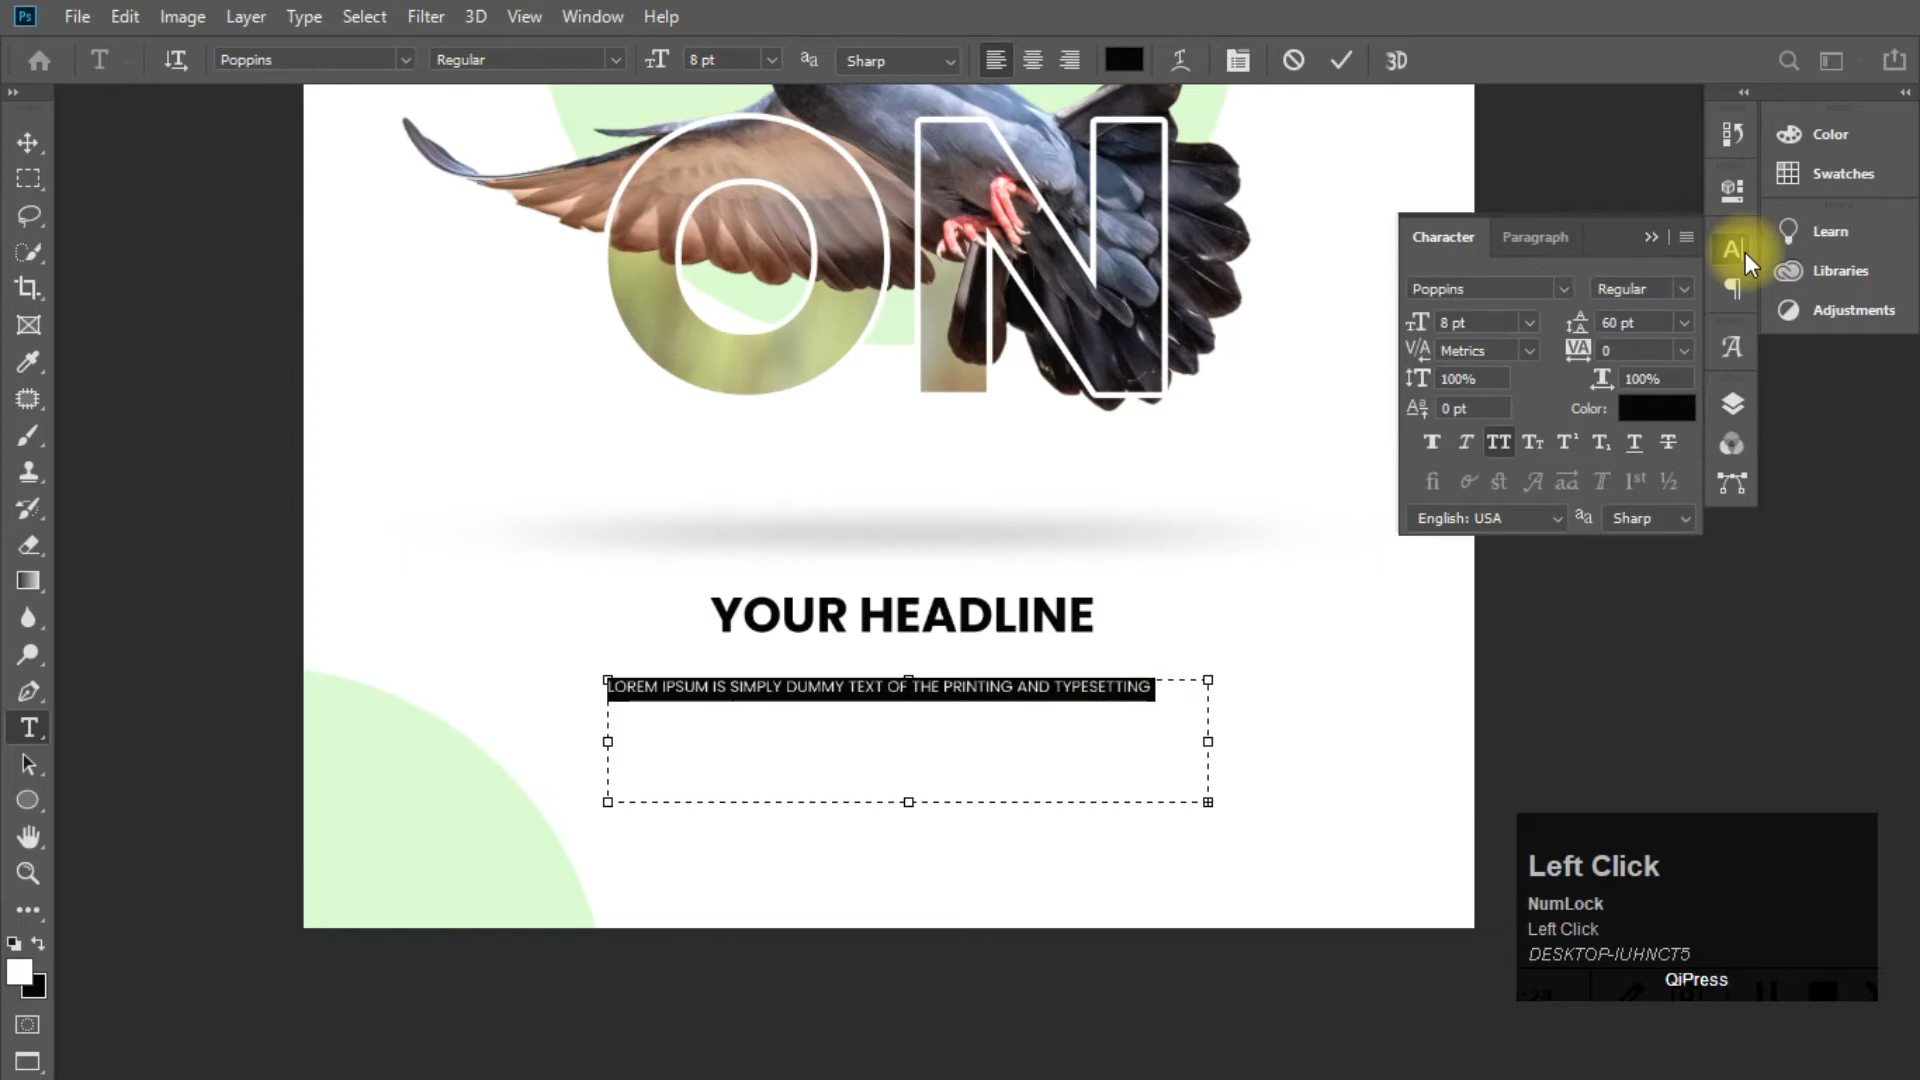 Ps File Edit Image Layer Type Select Filter 3D View Window Help
T Poppins Regular 8 pt Sharp 3D
Color
Swatches
Learn
Libraries
Adjustments
Character Paragraph
Poppins Regular
8 pt 60 pt
Metrics 0
100% 100%
0 pt Color:
English: USA Sharp
ON
YOUR HEADLINE
LOREM IPSUM IS SIMPLY DUMMY TEXT OF THE PRINTING AND TYPESETTING
Left Click
NumLock
Left Click
DESKTOP-IUHNCT5
QiPress